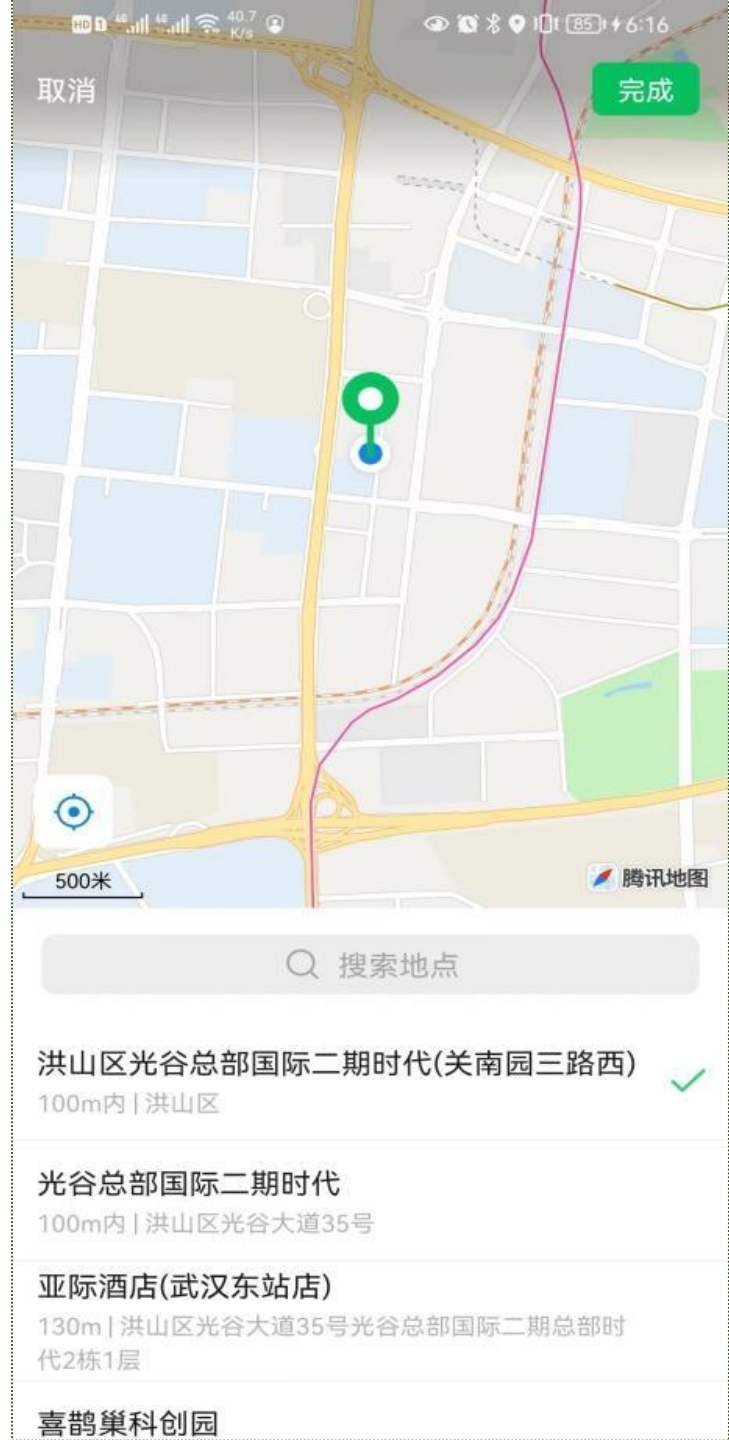 HD 1 4G 4G 40.7 K/s 85 6:16
取消 完成
500米 腾讯地图
搜索地点
洪山区光谷总部国际二期时代(关南园三路西)
100m内 | 洪山区
光谷总部国际二期时代
100m内 | 洪山区光谷大道35号
亚际酒店(武汉东站店)
130m | 洪山区光谷大道35号光谷总部国际二期总部时
代2栋1层
喜鹊巢科创园